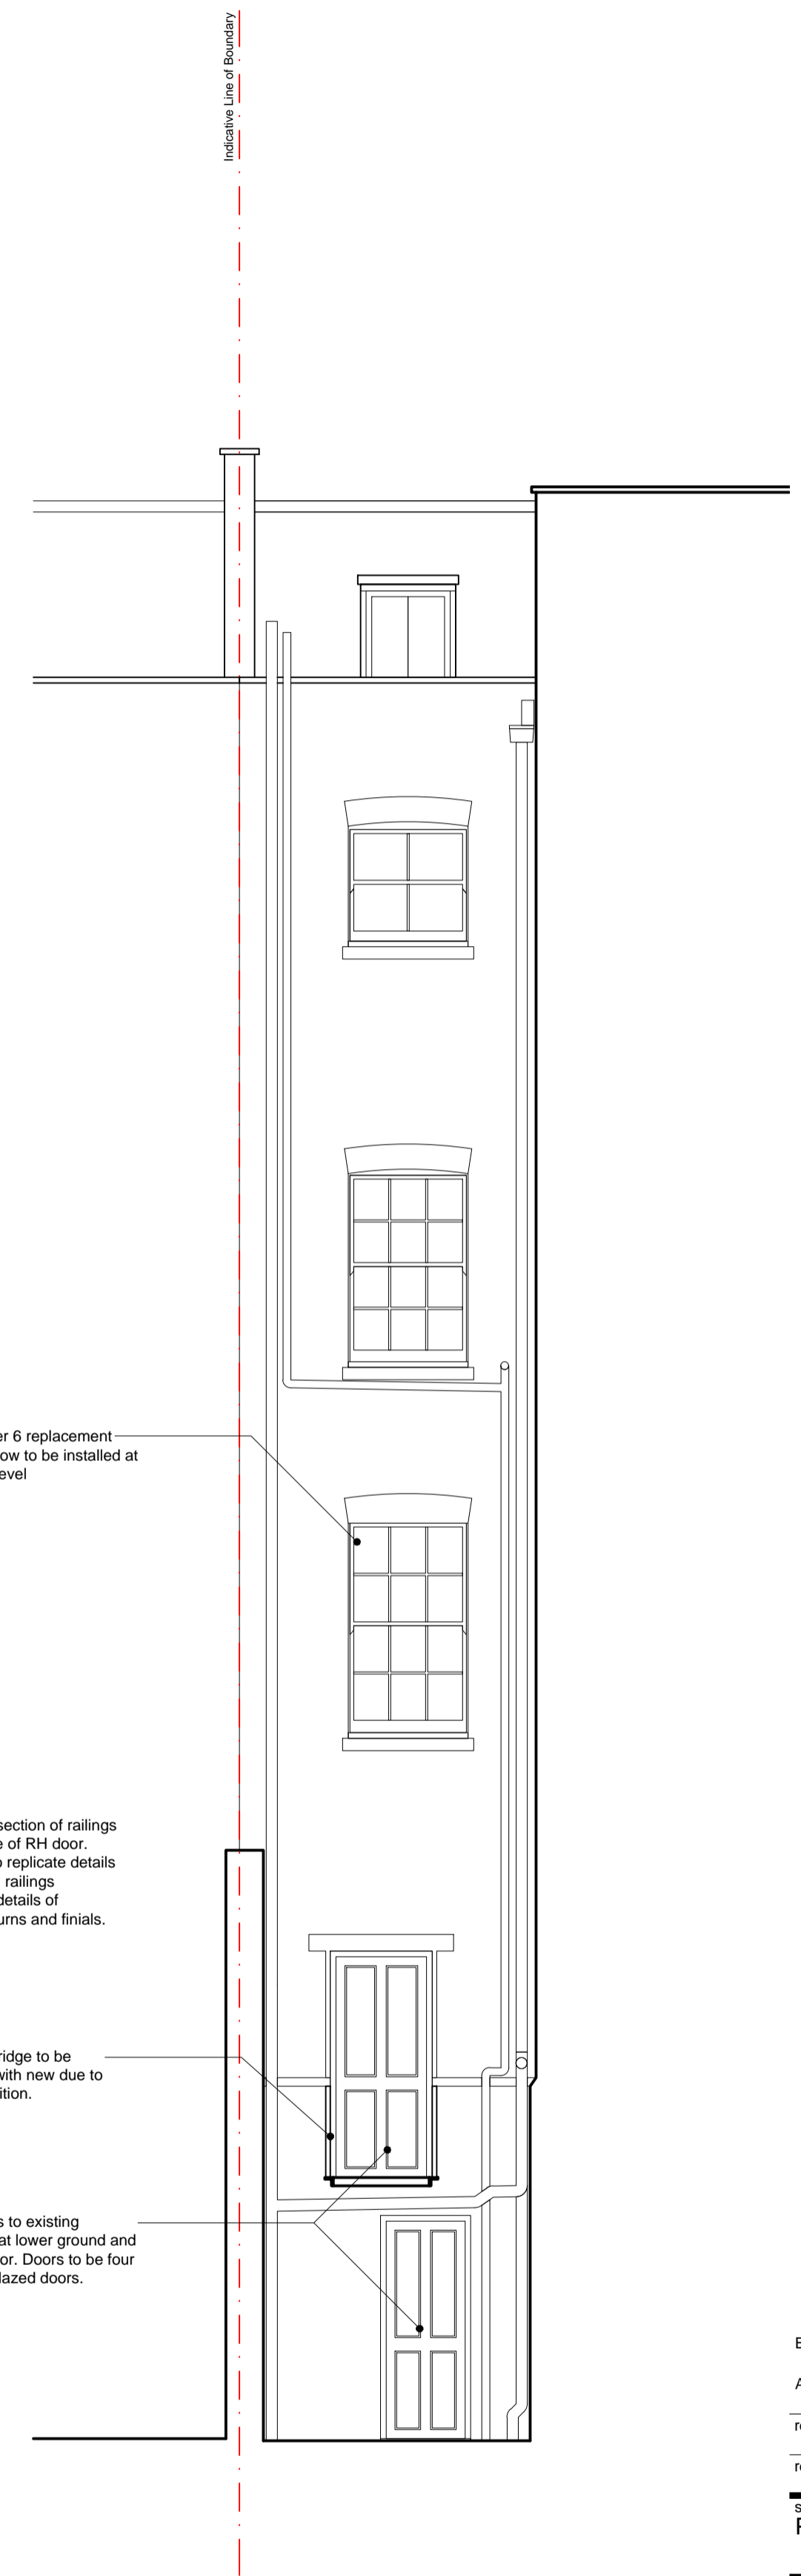 Indicative Line of Boundary
er 6 replacement
ow to be installed at
evel
section of railings
e of RH door.
o replicate details
railings
details of
urns and finials.
ridge to be
with new due to
ition.
s to existing
at lower ground and
or. Doors to be four
lazed doors.
E
A
r
r
s